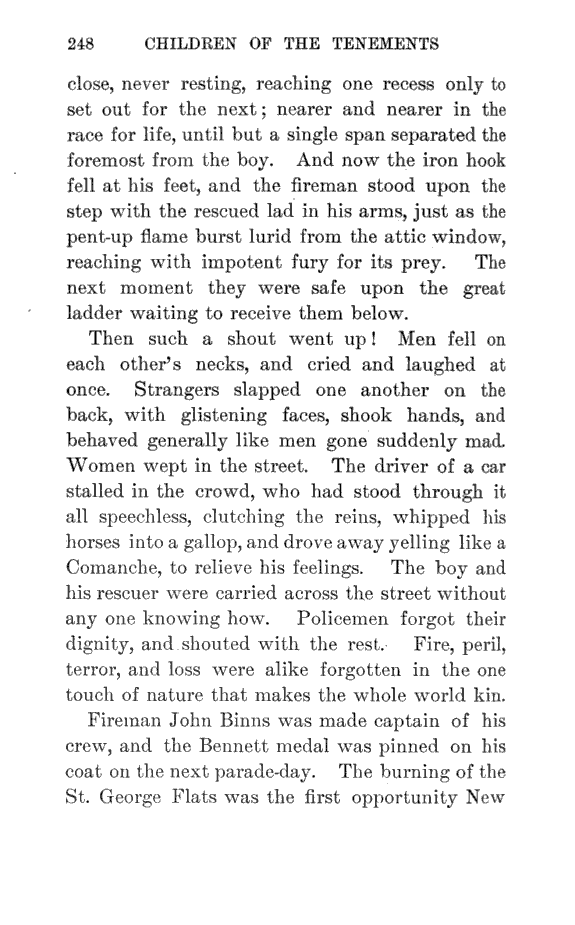 248 CHILDREN OF THE TENEMENTS
close, never resting, reaching one recess only to
set out for the next; nearer and nearer in the
race for life, until but a single span separated the
foremost from the boy. And now the iron hook
fell at his feet, and the fireman stood upon the
step with the rescued lad in his arms, just as the
pent-up flame burst lurid from the attic window,
reaching with impotent fury for its prey. The
next moment they were safe upon the great
ladder waiting to receive them below.
Then such a shout went up! Men fell on
each other's necks, and cried and laughed at
once. Strangers slapped one another on the
back, with glistening faces, shook hands, and
behaved generally like men gone suddenly mad.
Women wept in the street. The driver of a car
stalled in the crowd, who had stood through it
all speechless, clutching the reins, whipped his
horses into a gallop, and drove away yelling like a
Comanche, to relieve his feelings. The boy and
his rescuer were carried across the street without
any one knowing how. Policemen forgot their
dignity, and shouted with the rest. Fire, peril,
terror, and loss were alike forgotten in the one
touch of nature that makes the whole world kin.
Fireman John Binns was made captain of his
crew, and the Bennett medal was pinned on his
coat on the next parade-day. The burning of the
St. George Flats was the first opportunity New